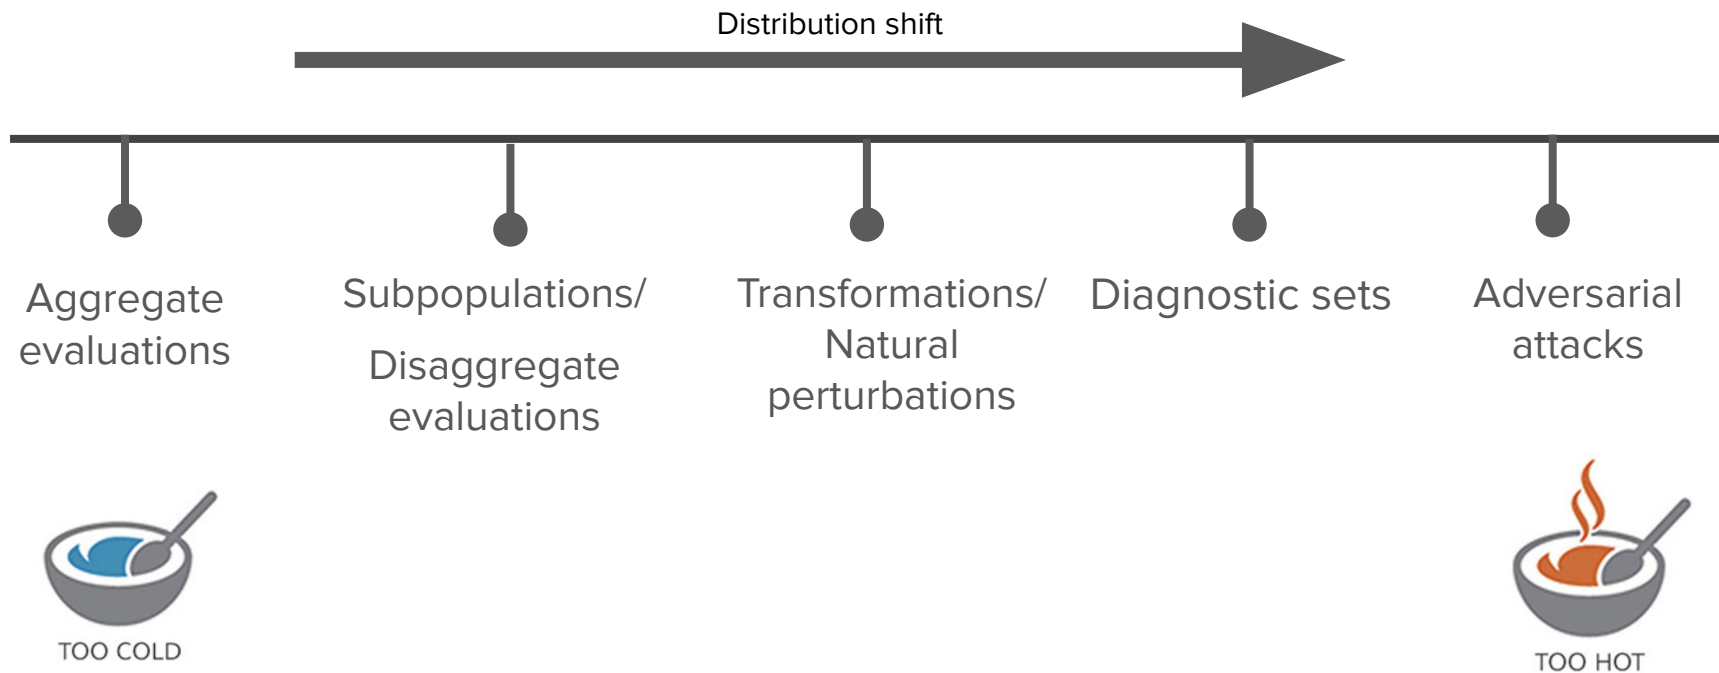 Distribution shift
Aggregate
evaluations
Subpopulations/
Disaggregate
evaluations
Transformations/
Natural
perturbations
Diagnostic sets
Adversarial
attacks
TOO COLD
TOO HOT